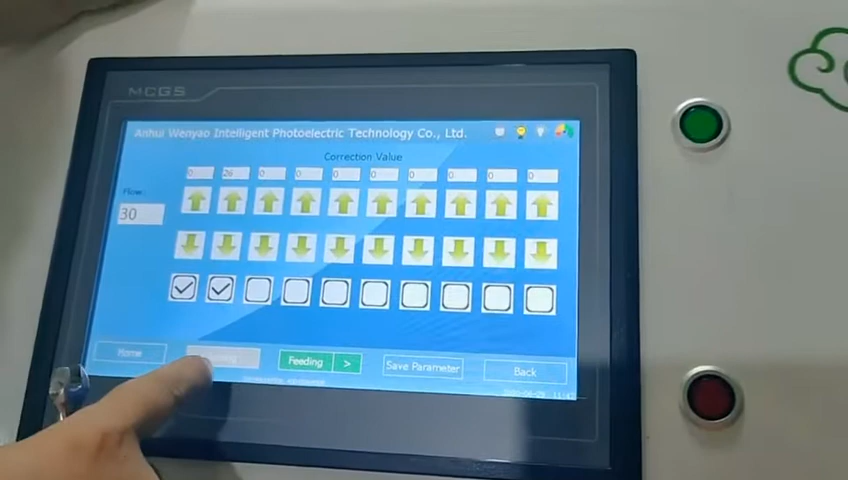 MCGS
Anhui Wenyao Intelligent Photoelectric Technology Co., Ltd.
Correction Value
0 26 0 0 0 0 0 0 0 0
Flow:
30
Home
Feeding >
Save Parameter
Back